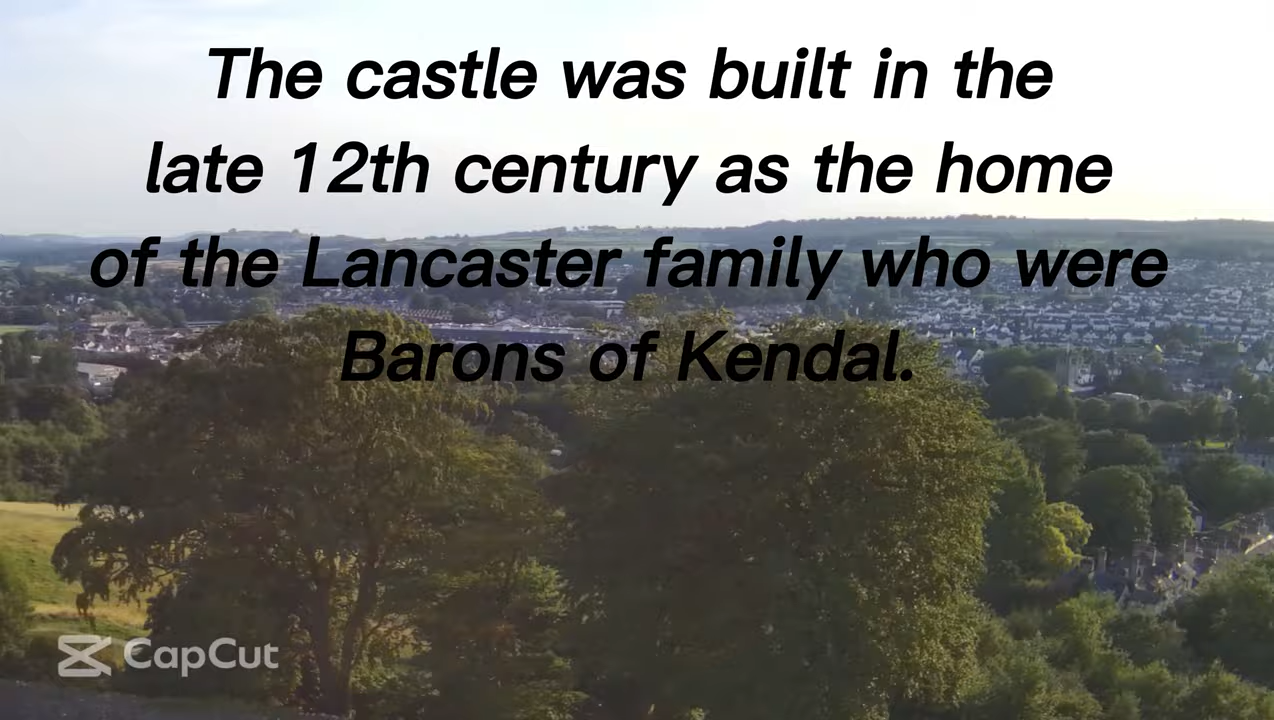 The castle was built in the
late 12th century as the home
of the Lancaster family who were
Barons of Kendal.
CapCut